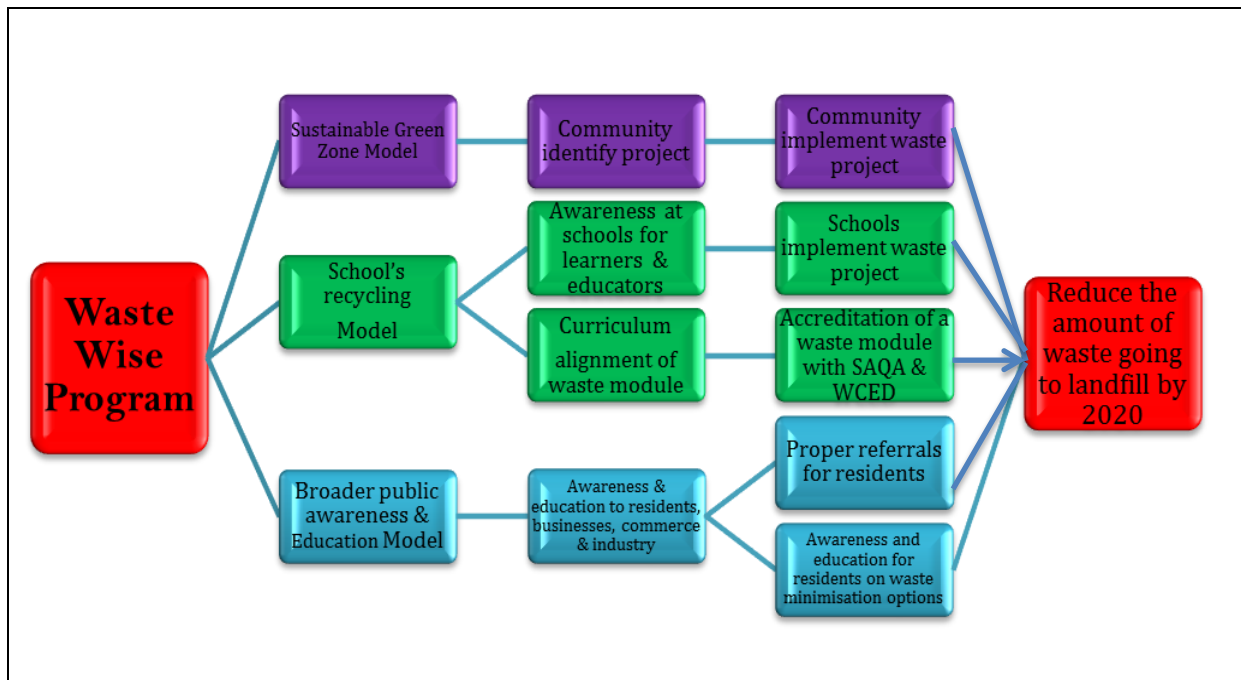 Waste
Wise
Program
Sustainable Green
Zone Model
Community
identify project
Community
implement waste
project
School's
recycling
Model
Awareness at
schools for
learners &
educators
Schools
implement waste
project
Curriculum
alignment of
waste module
Accreditation of a
waste module
with SAQA &
WCED
Broader public
awareness &
Education Model
Awareness &
education to residents,
businesses, commerce
& industry
Proper referrals
for residents
Awareness and
education for
residents on waste
minimisation options
Reduce the
amount of
waste going
to landfill by
2020